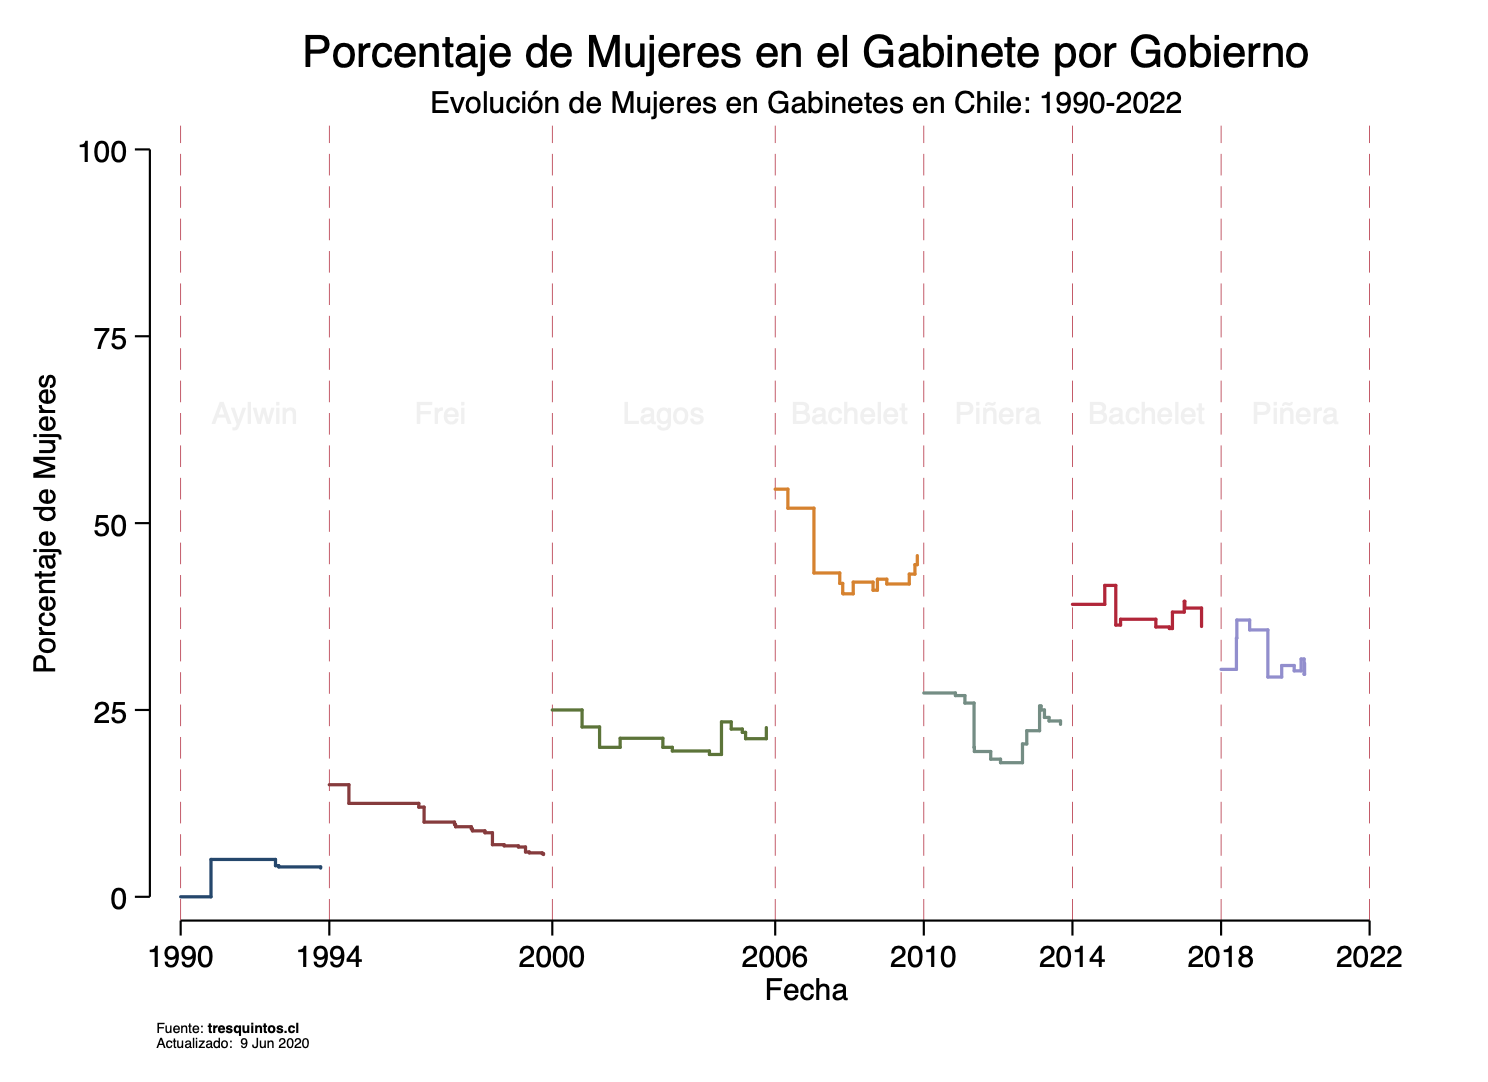 Porcentaje de Mujeres en el Gabinete por Gobierno
Evolución de Mujeres en Gabinetes en Chile: 1990-2022
Porcentaje de Mujeres
100
75
50
25
0
Aylwin Frei Lagos Bachelet Piñera Bachelet Piñera
1990 1994 2000 2006 2010 2014 2018 2022
Fecha
Fuente: tresquintos.cl
Actualizado: 9 Jun 2020